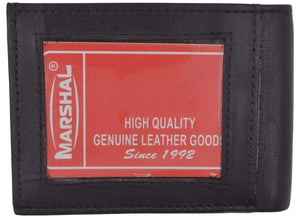 MARSHAL®
HIGH QUALITY
GENUINE LEATHER GOODS
Since 1992